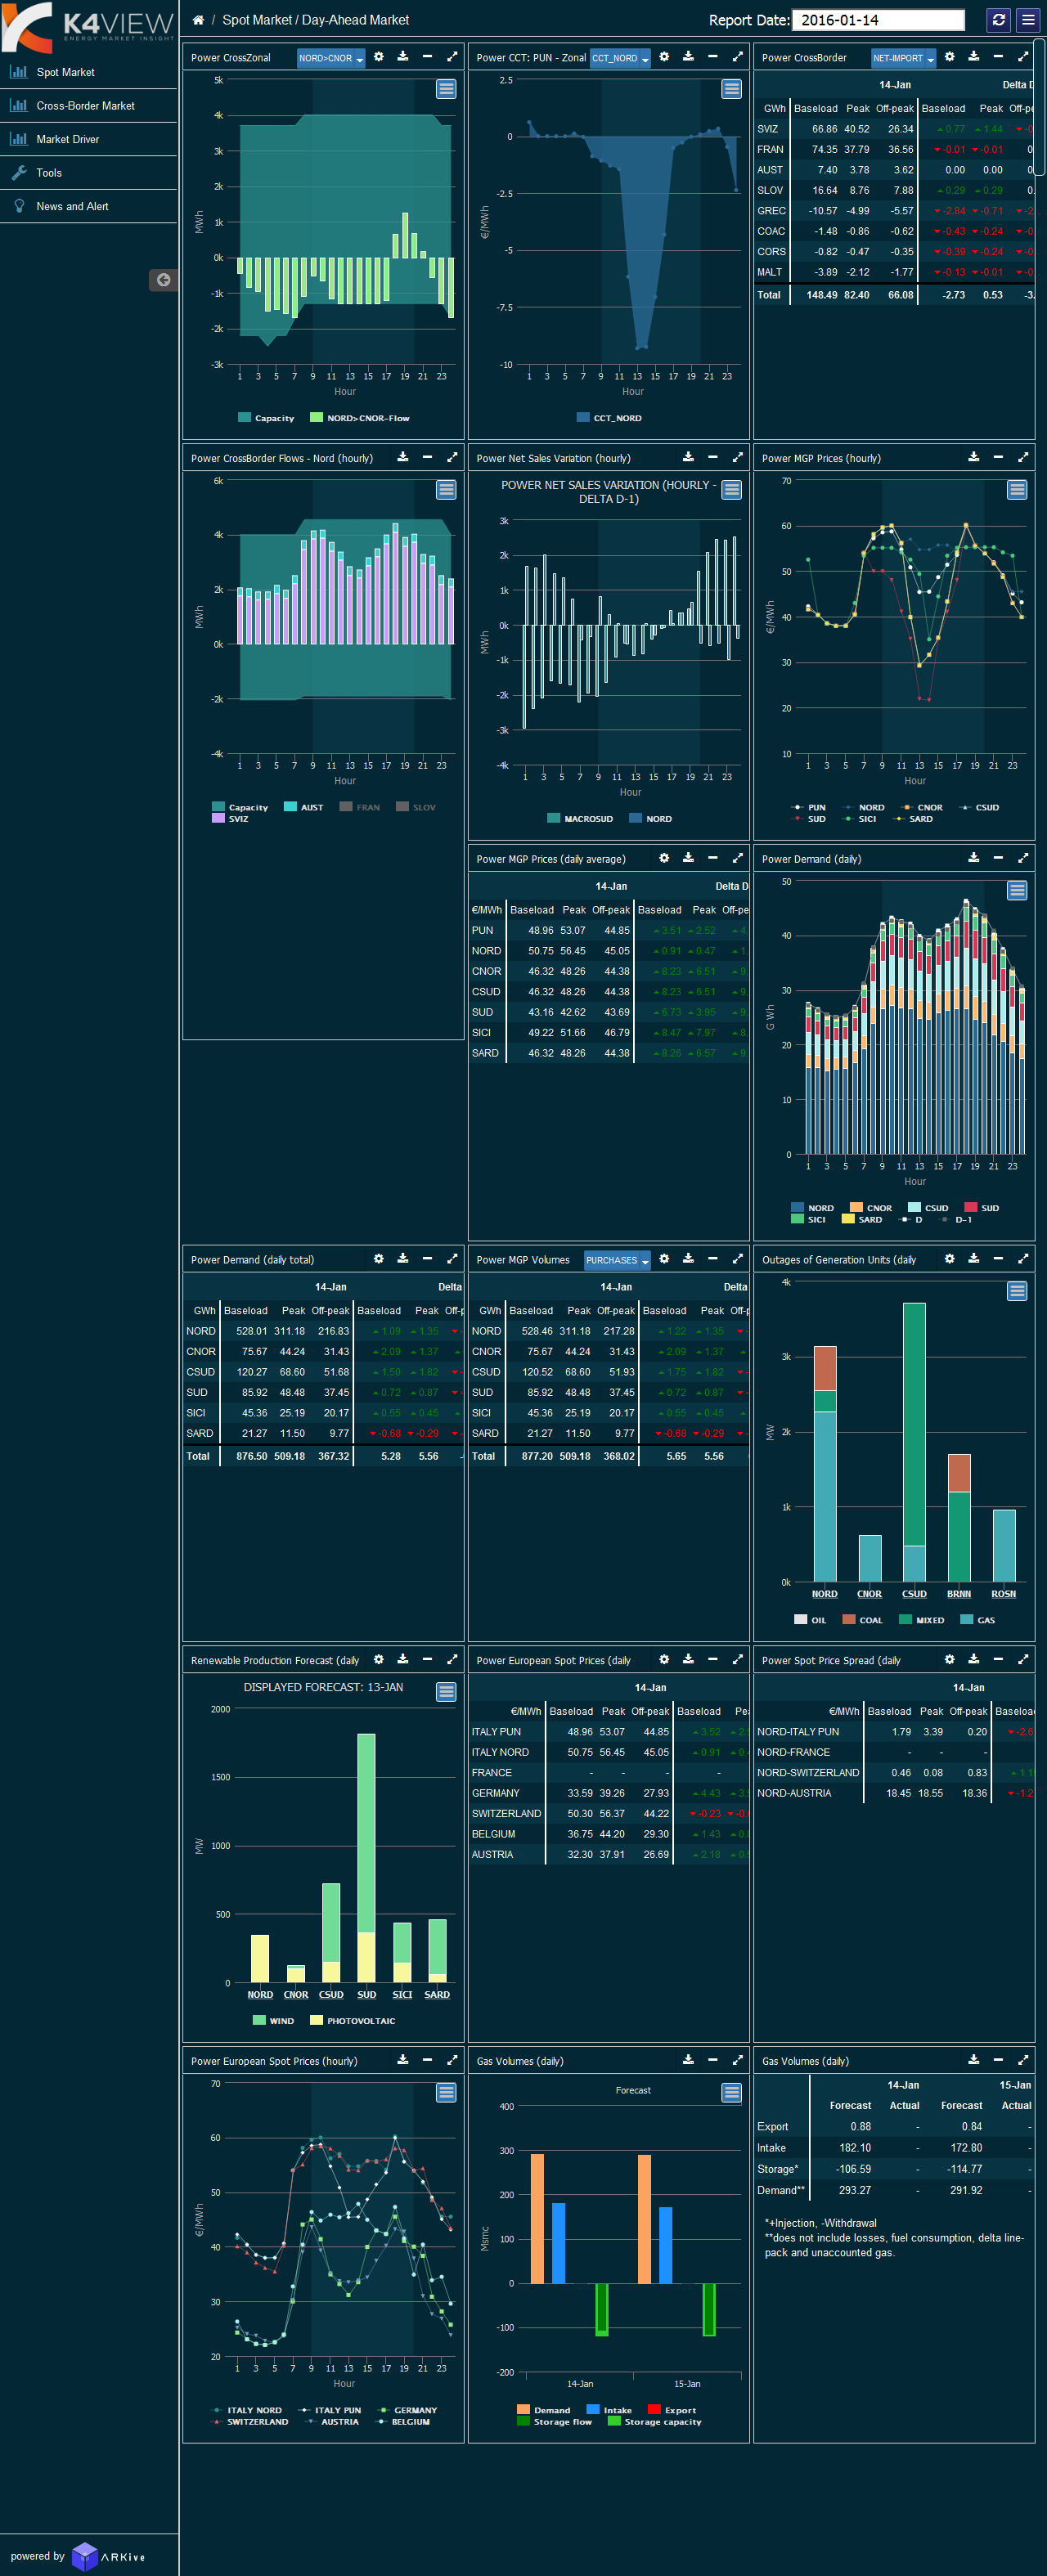 K4VIEW
ENERGY MARKET INSIGHT
Spot Market
Cross-Border Market
Market Driver
Tools
News and Alert
/ Spot Market / Day-Ahead Market
Report Date: 2016-01-14
Power CrossZonal NORD>CNOR
5k
4k
3k
2k
1k
0k
-1k
-2k
-3k
MWh
1 3 5 7 9 11 13 15 17 19 21 23
Hour
Capacity NORD>CNOR-Flow
Power CCT: PUN - Zonal CCT_NORD
2.5
0
-2.5
-5
-7.5
-10
€/MWh
1 3 5 7 9 11 13 15 17 19 21 23
Hour
CCT_NORD
Power CrossBorder NET-IMPORT
14-Jan Delta D
GWh Baseload Peak Off-peak Baseload Peak Off-p
SVIZ 66.86 40.52 26.34 0.77 1.44 -0
FRAN 74.35 37.79 36.56 -0.01 -0.01 0
AUST 7.40 3.78 3.62 0.00 0.00 0.
SLOV 16.64 8.76 7.88 0.29 0.29 0.
GREC -10.57 -4.99 -5.57 -2.84 -0.71 -2
COAC -1.48 -0.86 -0.62 -0.43 -0.24 -0
CORS -0.82 -0.47 -0.35 -0.39 -0.24 -0
MALT -3.89 -2.12 -1.77 -0.13 -0.01 -0
Total 148.49 82.40 66.08 -2.73 0.53 -3.
Power CrossBorder Flows - Nord (hourly)
6k
4k
2k
0k
-2k
-4k
MWh
1 3 5 7 9 11 13 15 17 19 21 23
Hour
Capacity AUST FRAN SLOV
SVIZ
Power Net Sales Variation (hourly)
POWER NET SALES VARIATION (HOURLY -
DELTA D-1)
3k
2k
1k
0k
-1k
-2k
-3k
-4k
MWh
1 3 5 7 9 11 13 15 17 19 21 23
Hour
MACROSUD NORD
Power MGP Prices (hourly)
70
60
50
40
30
20
10
€/MWh
1 3 5 7 9 11 13 15 17 19 21 23
Hour
PUN NORD CNOR CSUD
SUD SICI SARD
Power MGP Prices (daily average)
14-Jan Delta D
€/MWh Baseload Peak Off-peak Baseload Peak Off-pe
PUN 48.96 53.07 44.85 3.51 2.52 4.
NORD 50.75 56.45 45.05 0.91 0.47 1.
CNOR 46.32 48.26 44.38 8.23 6.51 9.
CSUD 46.32 48.26 44.38 8.23 6.51 9.
SUD 43.16 42.62 43.69 6.73 3.95 9.
SICI 49.22 51.66 46.79 8.47 7.97 8.
SARD 46.32 48.26 44.38 8.26 6.57 9.
Power Demand (daily)
50
40
30
20
10
0
G Wh
1 3 5 7 9 11 13 15 17 19 21 23
Hour
NORD CNOR CSUD SUD
SICI SARD D D-1
Power Demand (daily total)
14-Jan Delta
GWh Baseload Peak Off-peak Baseload Peak Off-p
NORD 528.01 311.18 216.83 1.09 1.35
CNOR 75.67 44.24 31.43 2.09 1.37
CSUD 120.27 68.60 51.68 1.50 1.82
SUD 85.92 48.48 37.45 0.72 0.87
SICI 45.36 25.19 20.17 0.55 0.45
SARD 21.27 11.50 9.77 -0.68 -0.29
Total 876.50 509.18 367.32 5.28 5.56
Power MGP Volumes PURCHASES
14-Jan Delta
GWh Baseload Peak Off-peak Baseload Peak Off-p
NORD 528.46 311.18 217.28 1.22 1.35
CNOR 75.67 44.24 31.43 2.09 1.37
CSUD 120.52 68.60 51.93 1.75 1.82
SUD 85.92 48.48 37.45 0.72 0.87
SICI 45.36 25.19 20.17 0.55 0.45
SARD 21.27 11.50 9.77 -0.68 -0.29
Total 877.20 509.18 368.02 5.65 5.56
Outages of Generation Units (daily
4k
3k
2k
1k
0k
MW
NORD CNOR CSUD BRNN ROSN
OIL COAL MIXED GAS
Renewable Production Forecast (daily
DISPLAYED FORECAST: 13-JAN
2000
1500
1000
500
0
MW
NORD CNOR CSUD SUD SICI SARD
WIND PHOTOVOLTAIC
Power European Spot Prices (daily
14-Jan
€/MWh Baseload Peak Off-peak Baseload Pea
ITALY PUN 48.96 53.07 44.85 3.52 2.5
ITALY NORD 50.75 56.45 45.05 0.91 0.4
FRANCE - - - -
GERMANY 33.59 39.26 27.93 4.43 3.
SWITZERLAND 50.30 56.37 44.22 -0.23 -0.
BELGIUM 36.75 44.20 29.30 1.43 0.
AUSTRIA 32.30 37.91 26.69 2.18 0.
Power Spot Price Spread (daily
14-Jan
€/MWh Baseload Peak Off-peak Baseload
NORD-ITALY PUN 1.79 3.39 0.20 -2.6
NORD-FRANCE - - -
NORD-SWITZERLAND 0.46 0.08 0.83 1.1
NORD-AUSTRIA 18.45 18.55 18.36 -1.2
Power European Spot Prices (hourly)
70
60
50
40
30
20
€/MWh
1 3 5 7 9 11 13 15 17 19 21 23
Hour
ITALY NORD ITALY PUN GERMANY
SWITZERLAND AUSTRIA BELGIUM
Gas Volumes (daily)
Forecast
400
300
200
100
0
-100
-200
Msmc
14-Jan 15-Jan
Demand Intake Export
Storage flow Storage capacity
Gas Volumes (daily)
14-Jan 15-Jan
Forecast Actual Forecast Actual
Export 0.88 - 0.84 -
Intake 182.10 - 172.80 -
Storage* -106.59 - -114.77 -
Demand** 293.27 - 291.92 -
*+Injection, -Withdrawal
**does not include losses, fuel consumption, delta line-
pack and unaccounted gas.
powered by ARKive